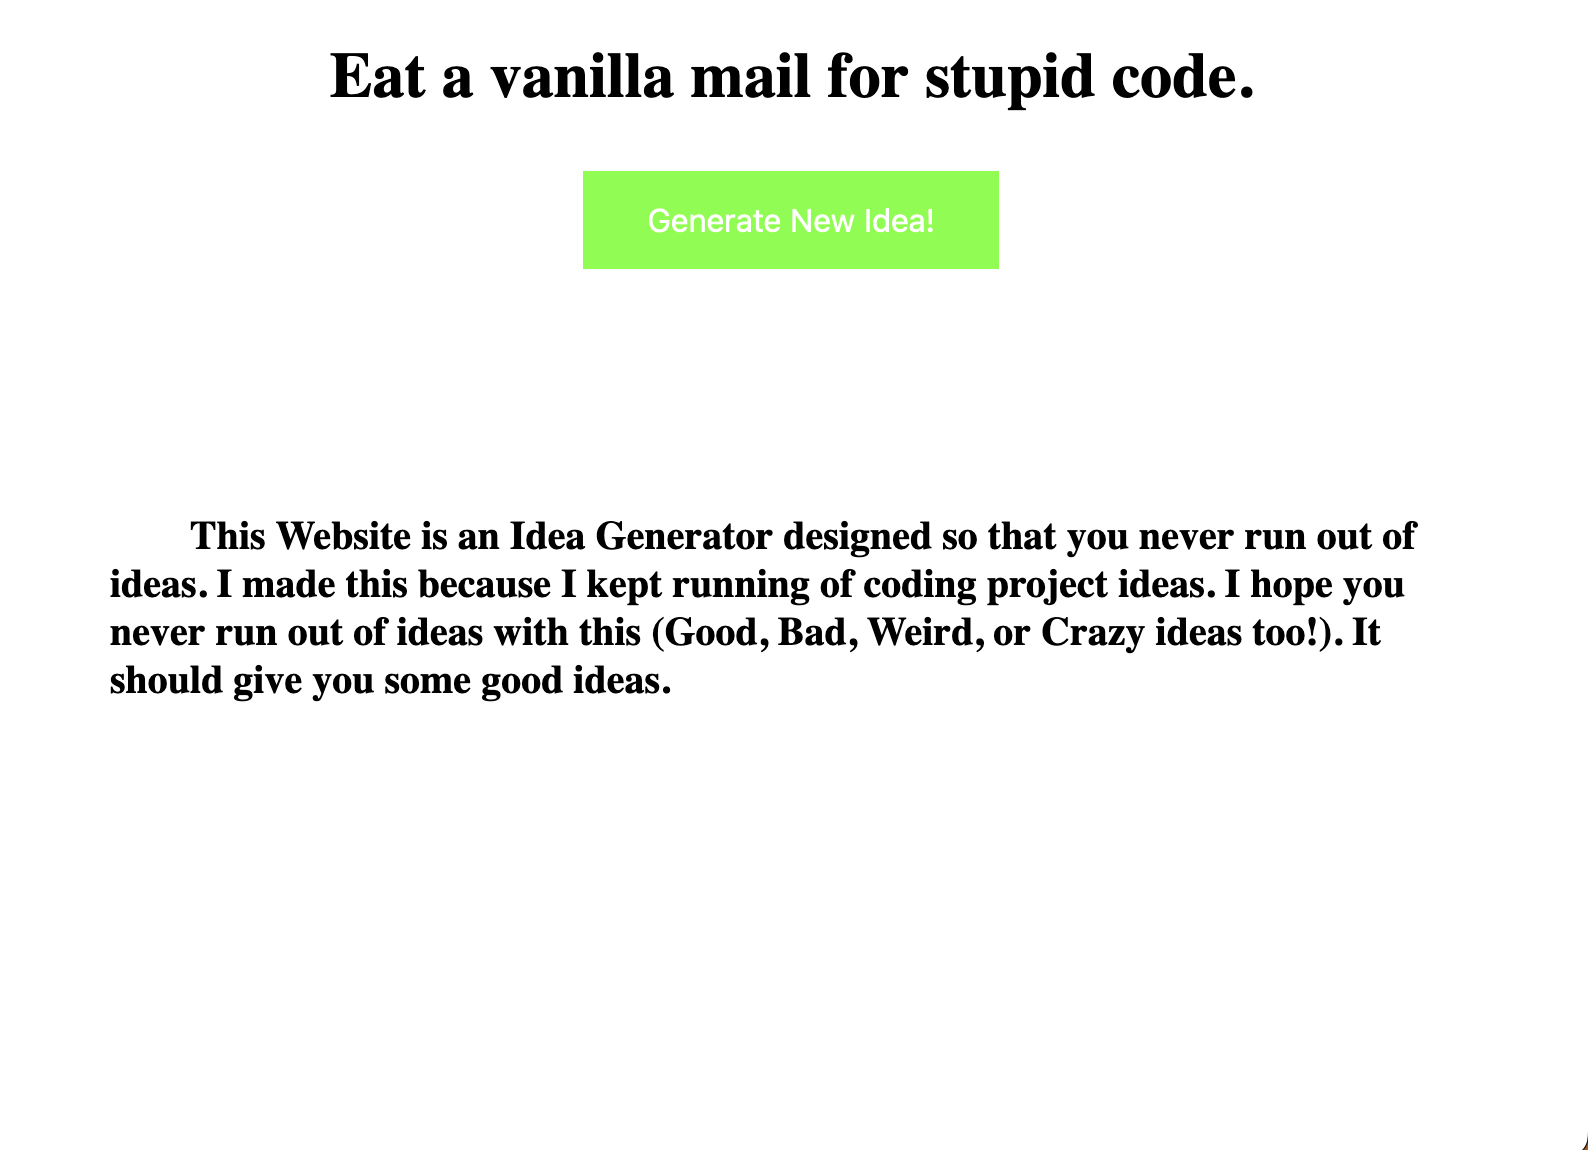 Eat a vanilla mail for stupid code.
Generate New Idea!
This Website is an Idea Generator designed so that you never run out of
ideas. I made this because I kept running of coding project ideas. I hope you
never run out of ideas with this (Good, Bad, Weird, or Crazy ideas too!). It
should give you some good ideas.